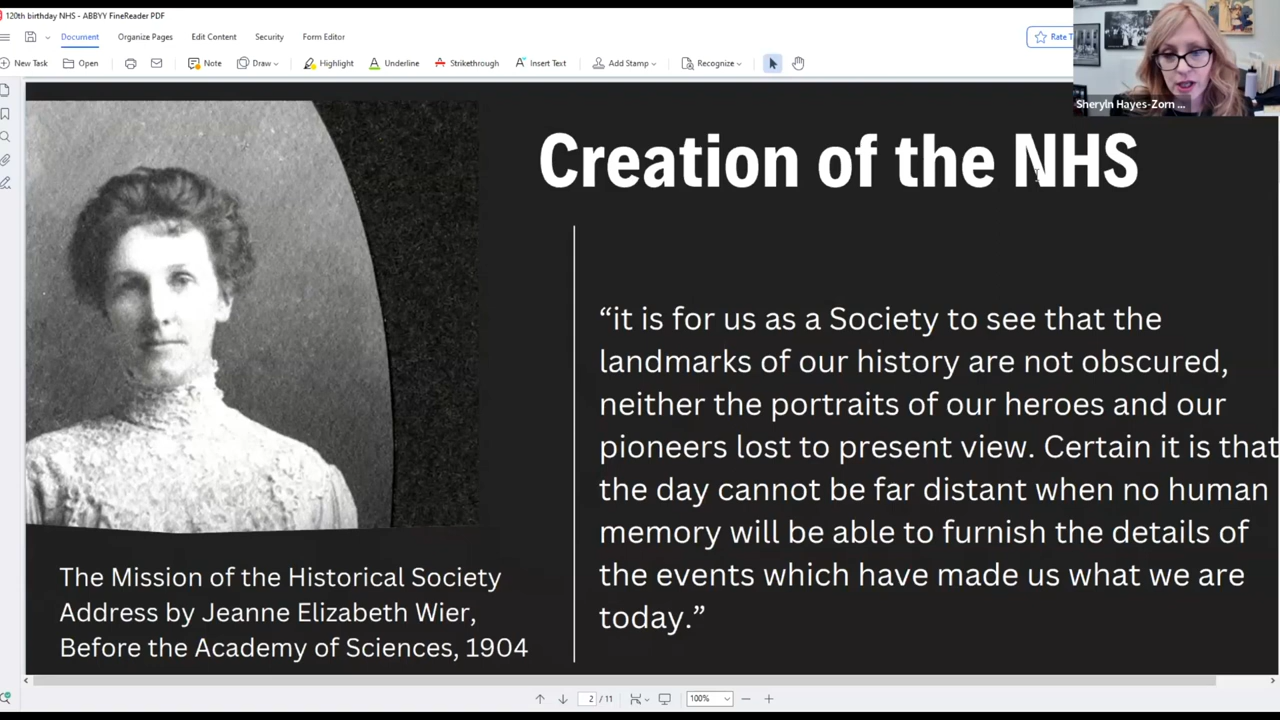 120th birthday NHS - ABBYY FineReader PDF
Document Organize Pages Edit Content Security Form Editor
Rate T
New Task Open Note Draw Highlight Underline Strikethrough Insert Text Add Stamp Recognize
Sheryln Hayes-Zorn ...
Creation of the NHS
“it is for us as a Society to see that the
landmarks of our history are not obscured,
neither the portraits of our heroes and our
pioneers lost to present view. Certain it is that
the day cannot be far distant when no human
memory will be able to furnish the details of
the events which have made us what we are
today.”
The Mission of the Historical Society
Address by Jeanne Elizabeth Wier,
Before the Academy of Sciences, 1904
2 / 11 100%